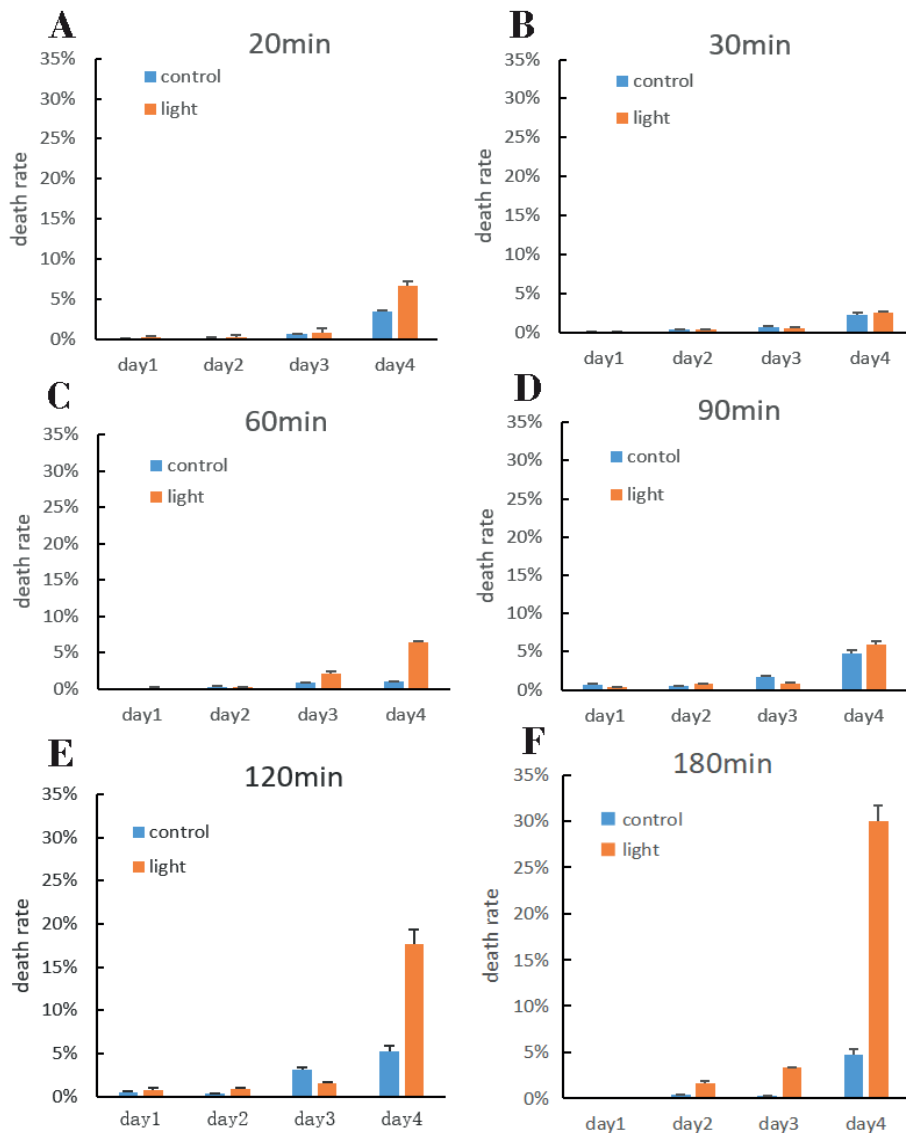 A
20min
35%
30%
25%
20%
15%
10%
5%
0%
death rate
control
light
day1 day2 day3 day4
B
30min
35%
30%
25%
20%
15%
10%
5%
0%
death rate
control
light
day1 day2 day3 day4
C
60min
35%
30%
25%
20%
15%
10%
5%
0%
death rate
control
light
day1 day2 day3 day4
D
90min
35%
30%
25%
20%
15%
10%
5%
0%
death rate
contol
light
day1 day2 day3 day4
E
120min
35%
30%
25%
20%
15%
10%
5%
0%
death rate
control
light
day1 day2 day3 day4
F
180min
35%
30%
25%
20%
15%
10%
5%
0%
death rate
control
light
day1 day2 day3 day4